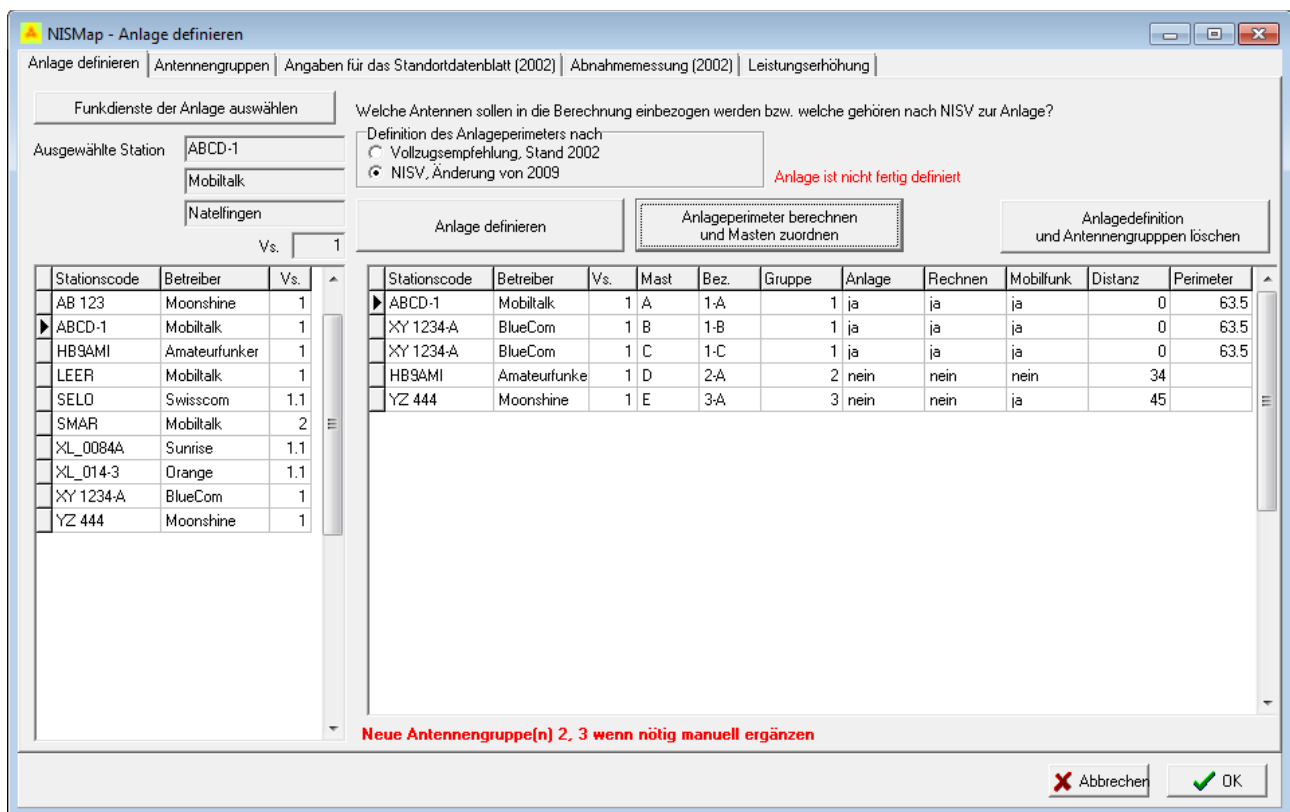 NISMap - Anlage definieren
Anlage definieren Antennengruppen Angaben für das Standortdatenblatt (2002) Abnahmemessung (2002) Leistungserhöhung
Funkdienste der Anlage auswählen
Ausgewählte Station ABCD-1
Mobiltalk
Natelfingen
Vs. 1
Welche Antennen sollen in die Berechnung einbezogen werden bzw. welche gehören nach NISV zur Anlage?
Definition des Anlageperimeters nach
Vollzugsempfehlung, Stand 2002
NISV, Änderung von 2009
Anlage ist nicht fertig definiert
Anlage definieren
Anlageperimeter berechnen
und Masten zuordnen
Anlagedefinition
und Antennengrupppen löschen
Stationscode Betreiber Vs.
AB 123 Moonshine 1
ABCD-1 Mobiltalk 1
HB9AMI Amateurfunker 1
LEER Mobiltalk 1
SELO Swisscom 1.1
SMAR Mobiltalk 2
XL_0084A Sunrise 1.1
XL_014-3 Orange 1.1
XY 1234-A BlueCom 1
YZ 444 Moonshine 1
Stationscode Betreiber Vs. Mast Bez. Gruppe Anlage Rechnen Mobilfunk Distanz Perimeter
ABCD-1 Mobiltalk 1 A 1-A 1 ja ja ja 0 63.5
XY 1234-A BlueCom 1 B 1-B 1 ja ja ja 0 63.5
XY 1234-A BlueCom 1 C 1-C 1 ja ja ja 0 63.5
HB9AMI Amateurfunke 1 D 2-A 2 nein nein nein 34
YZ 444 Moonshine 1 E 3-A 3 nein nein ja 45
Neue Antennengruppe(n) 2, 3 wenn nötig manuell ergänzen
Abbrechen OK